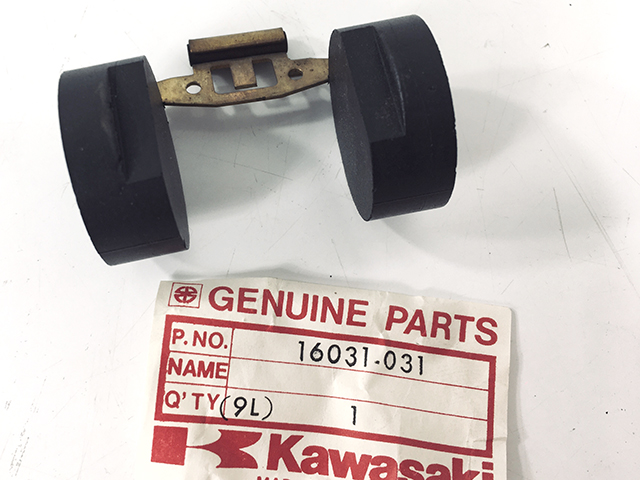 GENUINE PARTS
P.NO. 16031-031
NAME
Q'TY (9L) 1
Kawasaki